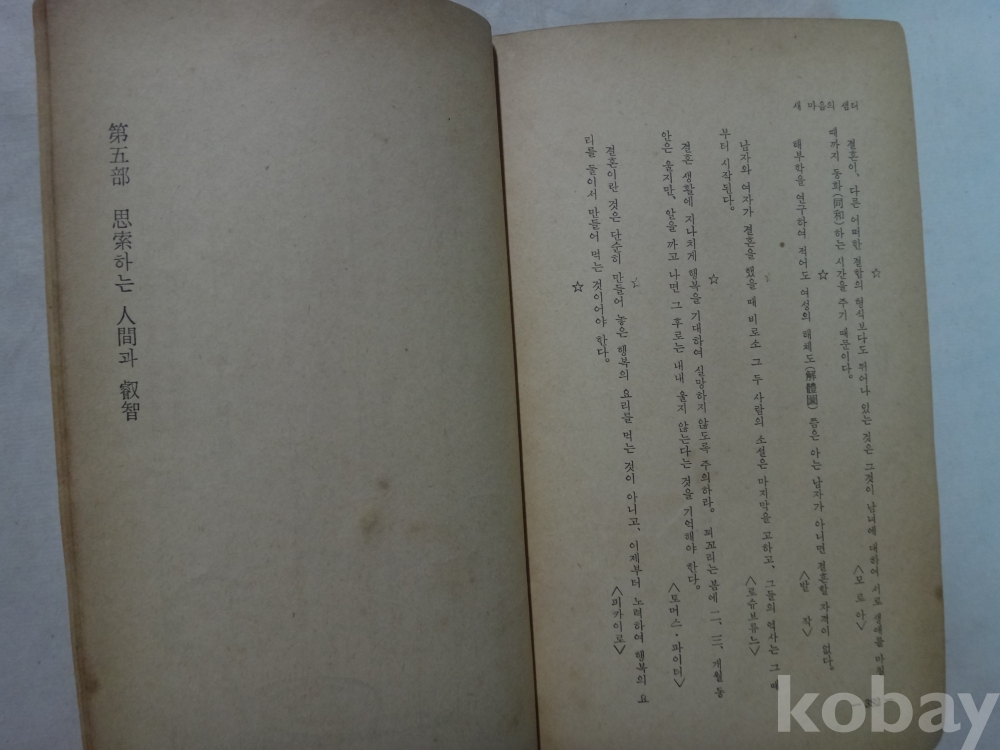 새 마음의 샘터
☆
결혼이, 다른 어떠한 결합의 형식보다도 뛰어나 있는 것은 그것이 남녀에 대하여 서로
때까지 동화(同和)하는 시간을 주기 때문이다.
<모로아>
☆
해부학을 연구하여 적어도 여성의 해체도(解體圖) 쯤은 아는 남자가 아니면 결혼할 자격이 없다.
<발자>
☆
남자와 여자가 결혼을 했을 때 비로소 그 두 사람의 소설은 마지막을 고하고, 그들의 역사는 그 때
부터 시작된다.
☆
결혼 생활에 지나치게 행복을 기대하여 실망하지 않도록 주의하라. 꾀꼬리는 봄에 一, 三, 개월 동
안은 울지만, 알을 까고 나면 그 후로는 내내 울지 않는다는 것을 기억해야 한다.
<토머스·파이더>
☆
결혼이란 것은 단순히 만들어 놓은 행복의 요리를 먹는 것이 아니고, 이제부터 노력하여 행복의 요
리를 둘이서 만들어 먹는 것이어야 한다.
<피카이로>
☆
第五部 思索하는 人間과 叡智
kobay